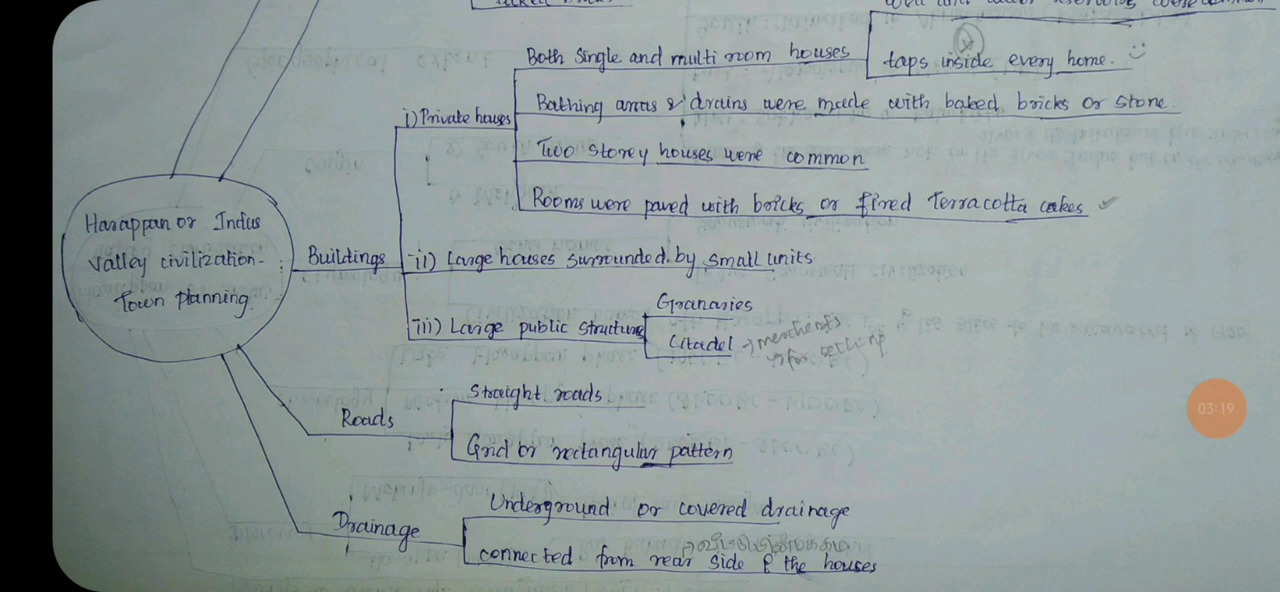 Both single and multi room houses
taps inside every home.
Bathing areas & drains were made with baked bricks or stone.
i) Private houses
Two storey houses were common
Rooms were paved with bricks or fired Terracotta cakes
Harappan or Indus
valley civilization-
Town planning.
Buildings
ii) Large houses surrounded by small units
iii) Large public structure
Granaries
Citadel → merchents
→ for
Straight roads
Roads
Grid or rectangular pattern
Underground or covered drainage
Drainage
connected from rear side of the houses
03:19